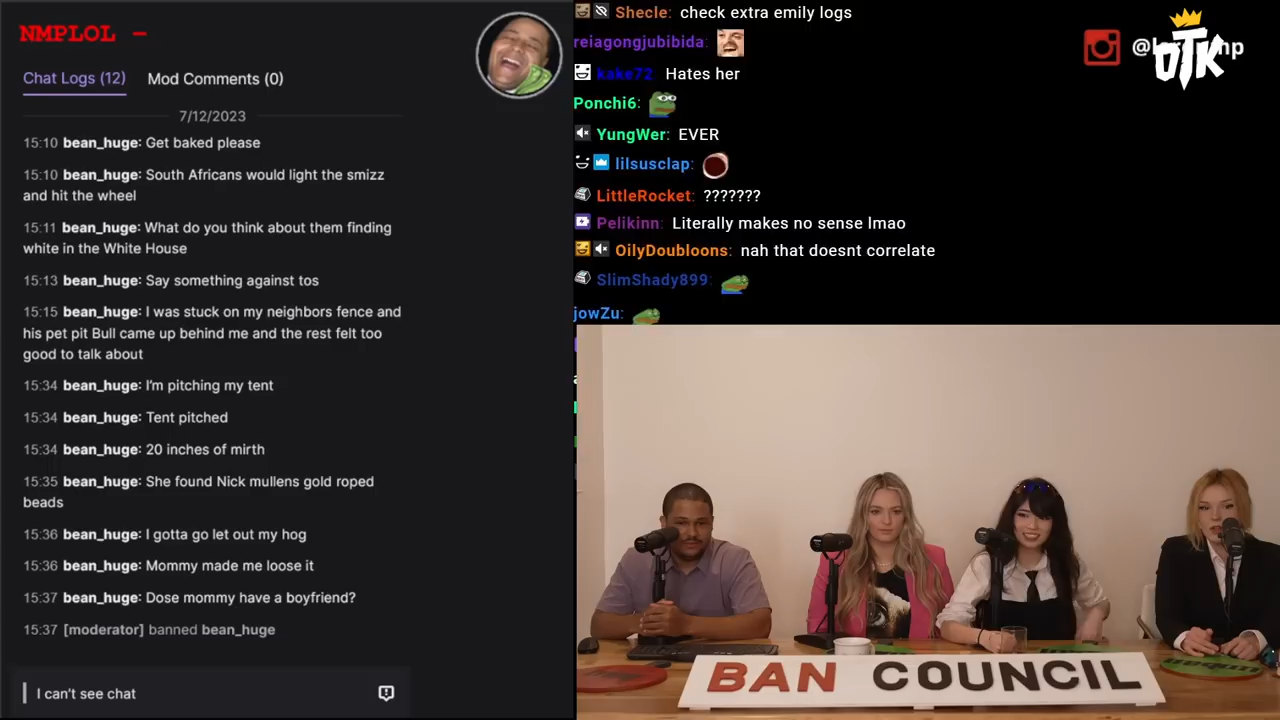 NMPLOL -
Chat Logs (12)
Mod Comments (0)
7/12/2023
15:10 bean_huge: Get baked please
15:10 bean_huge: South Africans would light the smizz
and hit the wheel
15:11 bean_huge: What do you think about them finding
white in the White House
15:13 bean_huge: Say something against tos
15:15 bean_huge: I was stuck on my neighbors fence and
his pet pit Bull came up behind me and the rest felt too
good to talk about
15:34 bean_huge: I'm pitching my tent
15:34 bean_huge: Tent pitched
15:34 bean_huge: 20 inches of mirth
15:35 bean_huge: She found Nick mullens gold roped
beads
15:36 bean_huge: I gotta go let out my hog
15:36 bean_huge: Mommy made me loose it
15:37 bean_huge: Dose mommy have a boyfriend?
15:37 [moderator] banned bean_huge
I can't see chat
Shecle: check extra emily logs
reiagongjubibida:
kake72: Hates her
Ponchi6:
YungWer: EVER
lilsusclap:
LittleRocket: ???????
Pelikinn: Literally makes no sense lmao
OilyDoubloons: nah that doesnt correlate
SlimShady899:
jowZu:
OTK
BAN COUNCIL